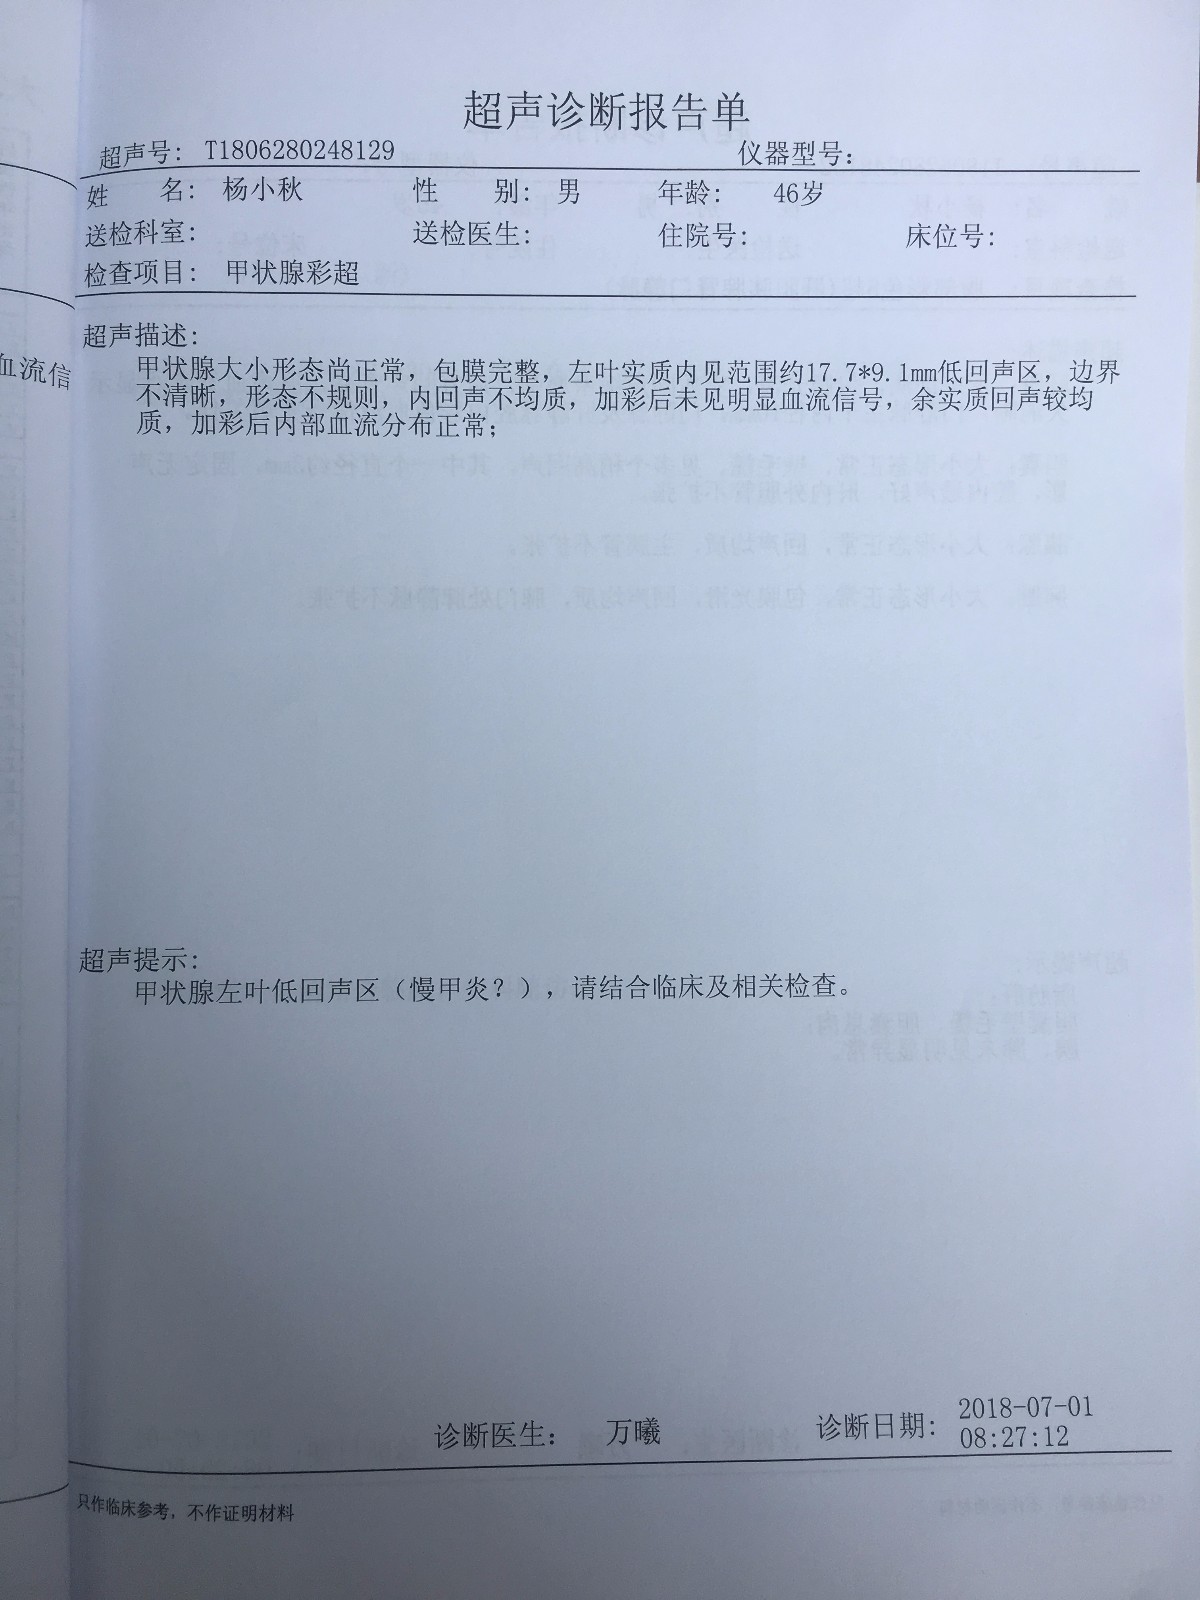 超声诊断报告单
超声号: T1806280248129 仪器型号:
姓 名: 杨小秋 性 别: 男 年龄: 46岁
送检科室: 送检医生: 住院号: 床位号:
检查项目: 甲状腺彩超
超声描述:
甲状腺大小形态尚正常，包膜完整，左叶实质内见范围约17.7*9.1mm低回声区，边界
不清晰，形态不规则，内回声不均质，加彩后未见明显血流信号，余实质回声较均
质，加彩后内部血流分布正常;
血流信
超声提示:
甲状腺左叶低回声区（慢甲炎?），请结合临床及相关检查。
诊断医生: 万曦 诊断日期: 2018-07-01
08:27:12
只作临床参考，不作证明材料